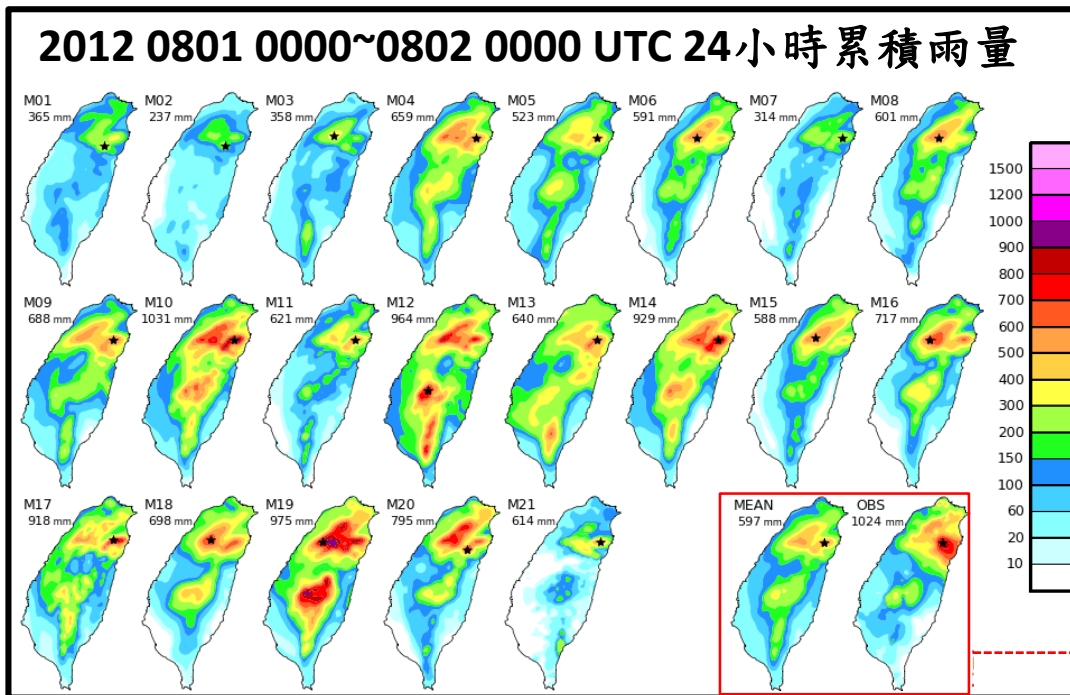 2012 0801 0000~0802 0000 UTC 24小時累積雨量
M01 M02 M03 M04 M05 M06 M07 M08
365 mm 237 mm 358 mm 659 mm 523 mm 591 mm 314 mm 601 mm
M09 M10 M11 M12 M13 M14 M15 M16
688 mm 1031 mm 621 mm 964 mm 640 mm 929 mm 588 mm 717 mm
M17 M18 M19 M20 M21 MEAN OBS
918 mm 698 mm 975 mm 795 mm 614 mm 597 mm 1024 mm
1500
1200
1000
900
800
700
600
500
400
300
200
150
100
60
20
10